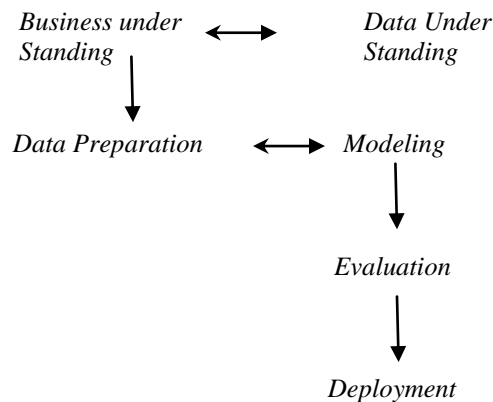 Business under
Standing
Data Under
Standing
Data Preparation
Modeling
Evaluation
Deployment